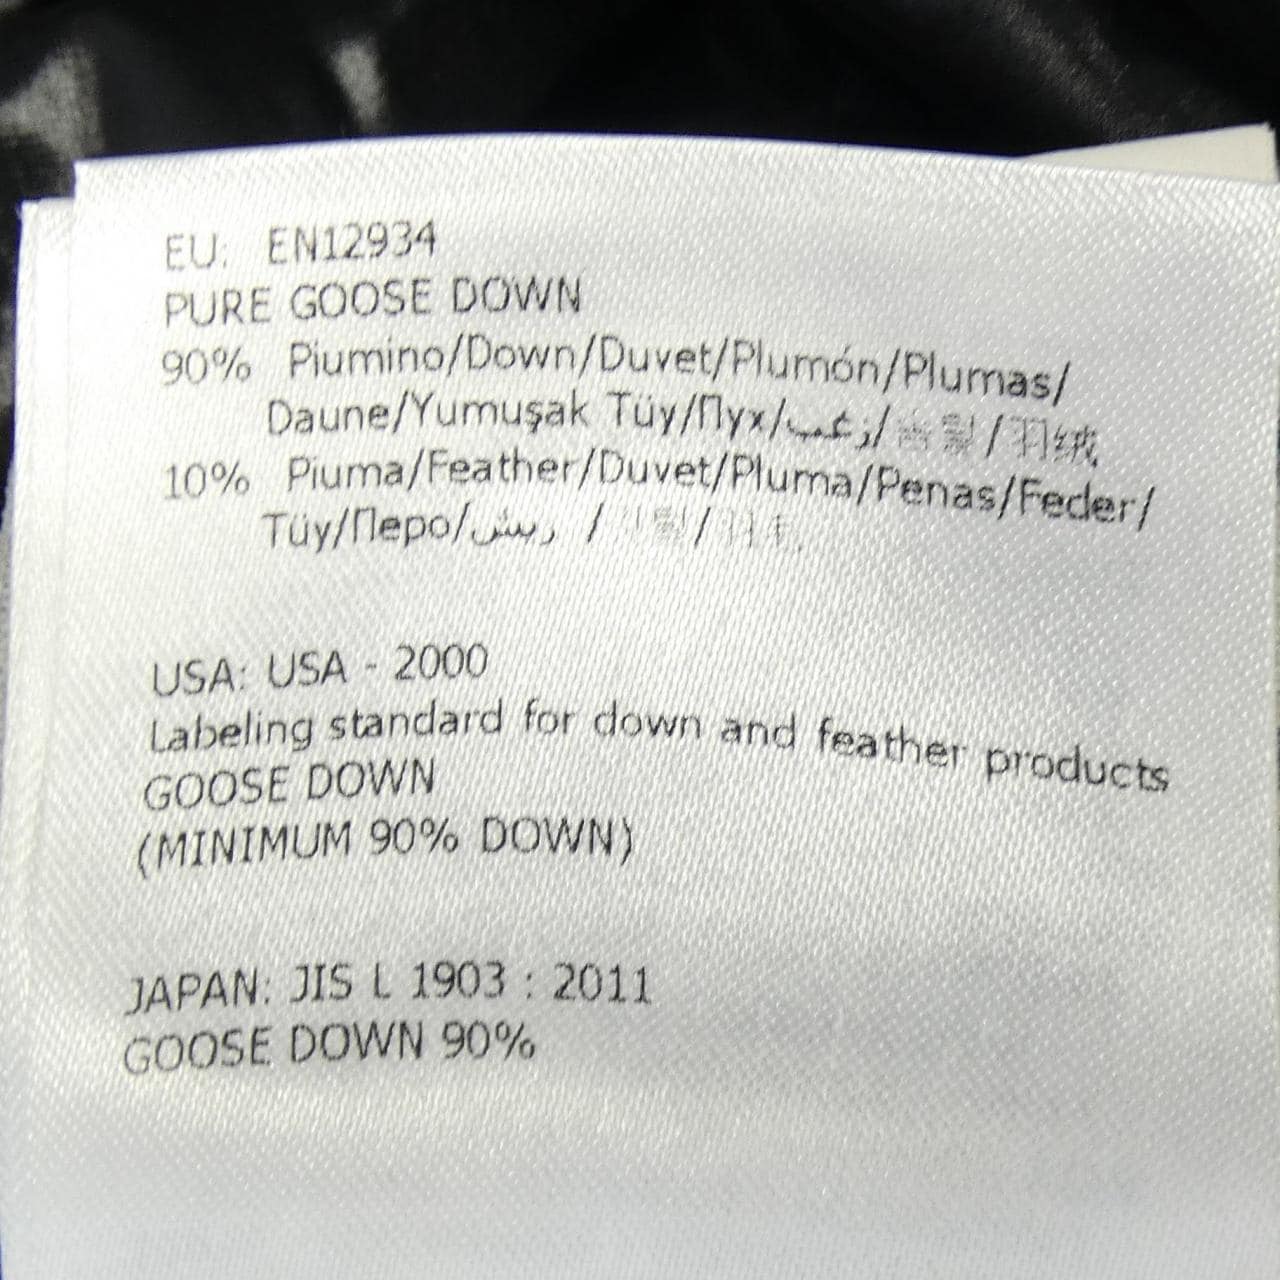 EU: EN12934
PURE GOOSE DOWN
90% Piumino/Down/Duvet/Plumón/Plumas/
Daune/Yumuşak Tüy/Пух/زغب/ /羽绒
10% Piuma/Feather/Duvet/Pluma/Penas/Feder/
Tüy/Перо/ريش / /
USA: USA - 2000
Labeling standard for down and feather products
GOOSE DOWN
(MINIMUM 90% DOWN)
JAPAN: JIS L 1903 : 2011
GOOSE DOWN 90%